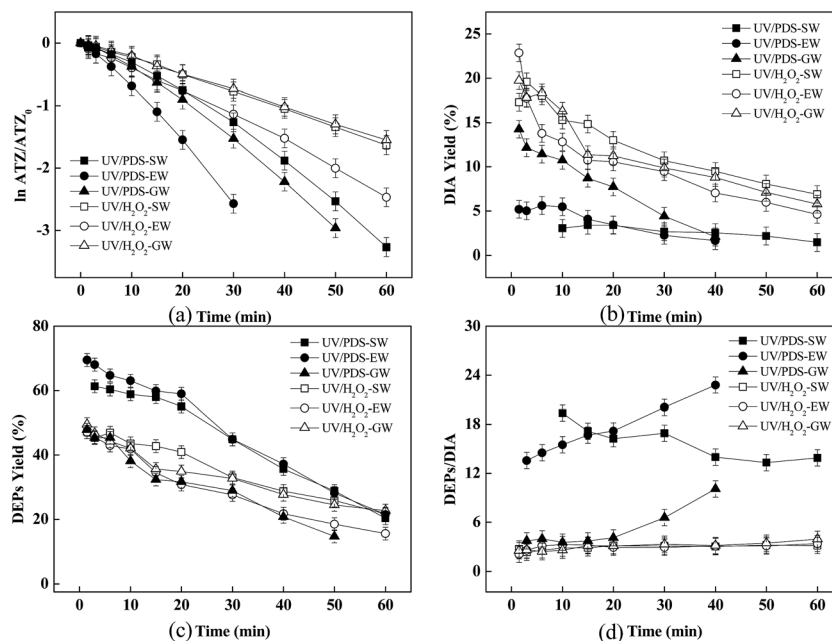 0
-1
-2
-3
ln ATZ/ATZ₀
UV/PDS-SW
UV/PDS-EW
UV/PDS-GW
UV/H₂O₂-SW
UV/H₂O₂-EW
UV/H₂O₂-GW
0 10 20 30 40 50 60
(a) Time (min)
25
20
15
10
5
0
DIA Yield (%)
UV/PDS-SW
UV/PDS-EW
UV/PDS-GW
UV/H₂O₂-SW
UV/H₂O₂-EW
UV/H₂O₂-GW
0 10 20 30 40 50 60
(b) Time (min)
80
60
40
20
0
DEPs Yield (%)
UV/PDS-SW
UV/PDS-EW
UV/PDS-GW
UV/H₂O₂-SW
UV/H₂O₂-EW
UV/H₂O₂-GW
0 10 20 30 40 50 60
(c) Time (min)
30
24
18
12
6
0
DEPs/DIA
UV/PDS-SW
UV/PDS-EW
UV/PDS-GW
UV/H₂O₂-SW
UV/H₂O₂-EW
UV/H₂O₂-GW
0 10 20 30 40 50 60
(d) Time (min)